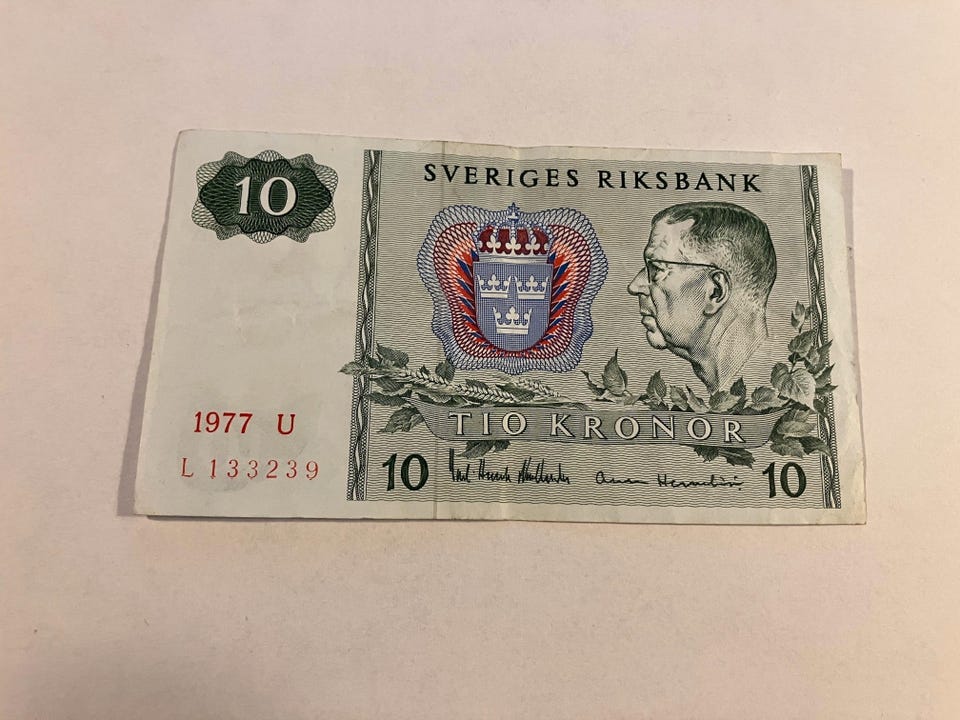 10
SVERIGES RIKSBANK
TIO KRONOR
1977 U
L 133239
10
10